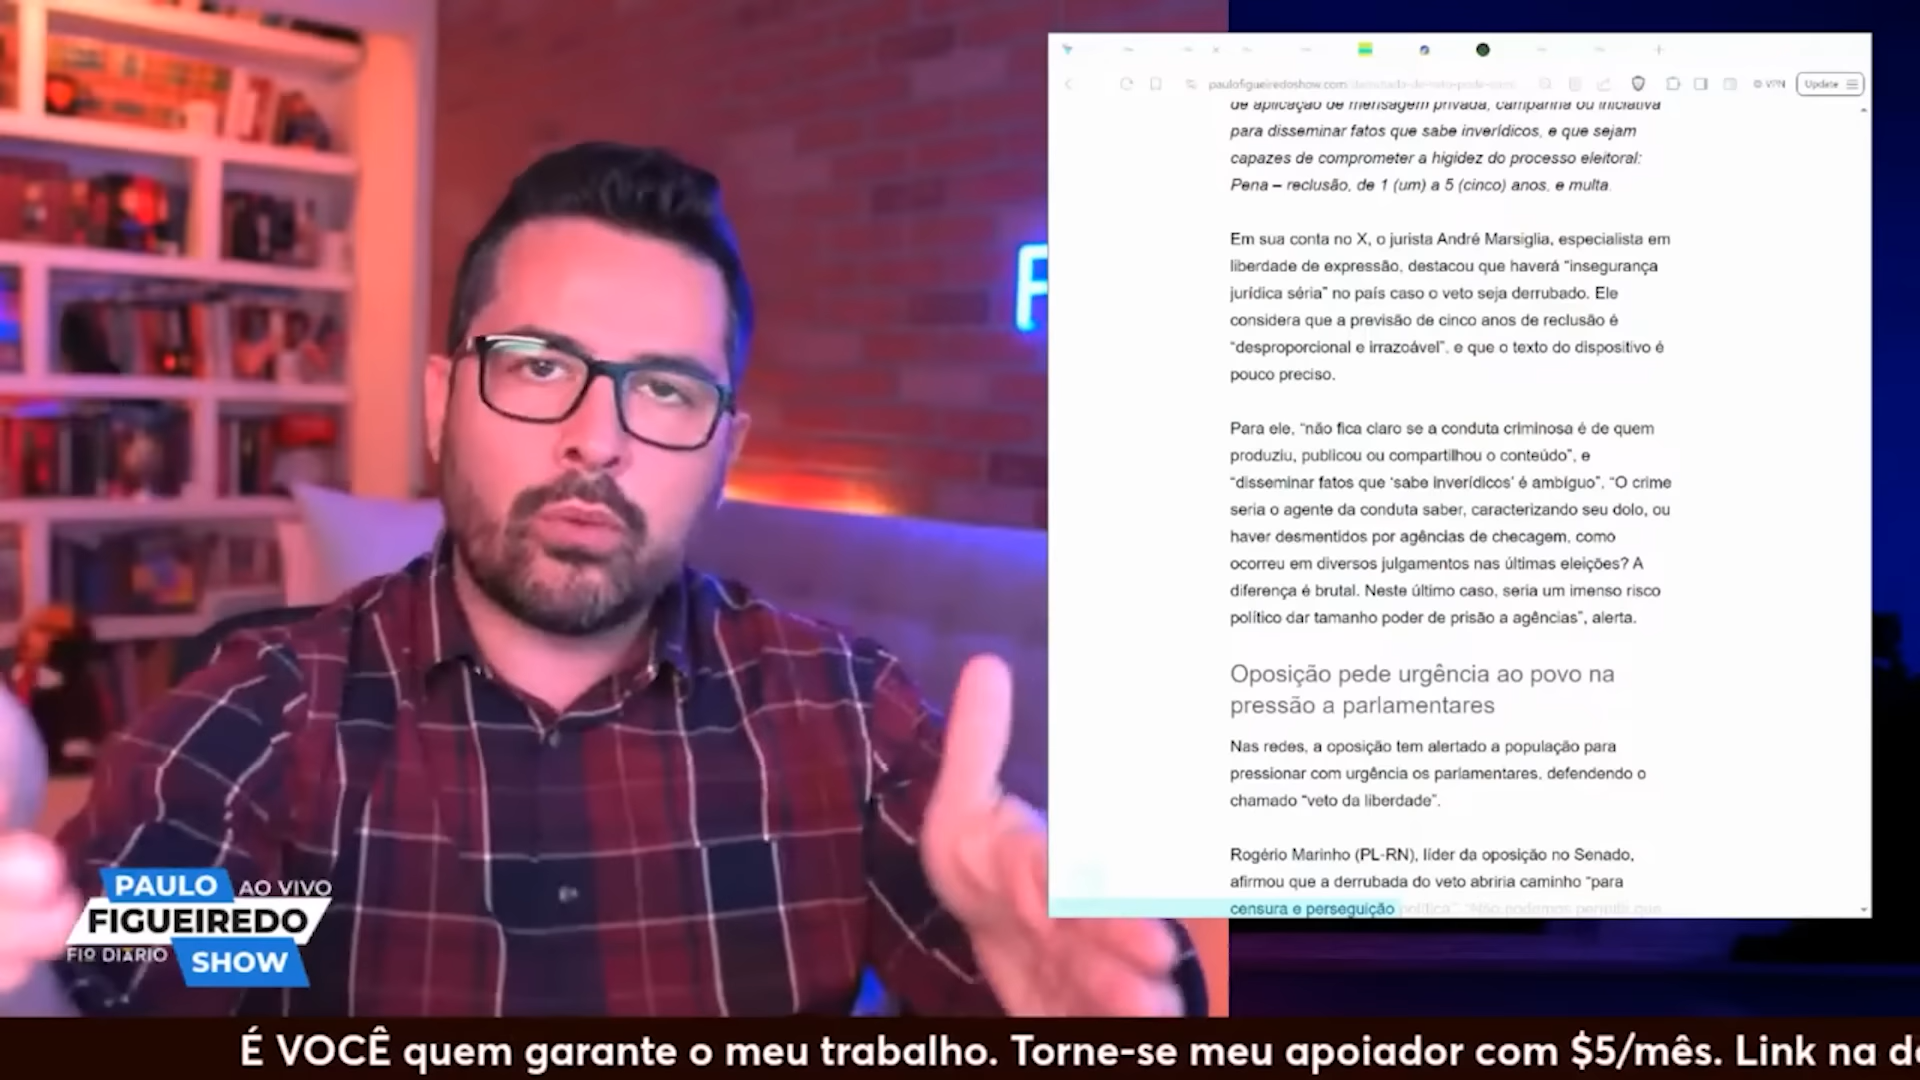 paulofigueiredoshow.com
VPN
Update
de aplicação de mensagem privada, campanha ou iniciativa
para disseminar fatos que sabe inverídicos, e que sejam
capazes de comprometer a higidez do processo eleitoral:
Pena – reclusão, de 1 (um) a 5 (cinco) anos, e multa.
Em sua conta no X, o jurista André Marsiglia, especialista em
liberdade de expressão, destacou que haverá “insegurança
jurídica séria” no país caso o veto seja derrubado. Ele
considera que a previsão de cinco anos de reclusão é
“desproporcional e irrazoável”, e que o texto do dispositivo é
pouco preciso.
Para ele, “não fica claro se a conduta criminosa é de quem
produziu, publicou ou compartilhou o conteúdo”, e
“disseminar fatos que ‘sabe inverídicos’ é ambíguo”. “O crime
seria o agente da conduta saber, caracterizando seu dolo, ou
haver desmentidos por agências de checagem, como
ocorreu em diversos julgamentos nas últimas eleições? A
diferença é brutal. Neste último caso, seria um imenso risco
político dar tamanho poder de prisão a agências”, alerta.
Oposição pede urgência ao povo na
pressão a parlamentares
Nas redes, a oposição tem alertado a população para
pressionar com urgência os parlamentares, defendendo o
chamado “veto da liberdade”.
Rogério Marinho (PL-RN), líder da oposição no Senado,
afirmou que a derrubada do veto abriria caminho “para
censura e perseguição política”. “Não podemos permitir que
PAULO AO VIVO
FIGUEIREDO
FIO DIÁRIO SHOW
É VOCÊ quem garante o meu trabalho. Torne-se meu apoiador com $5/mês. Link na